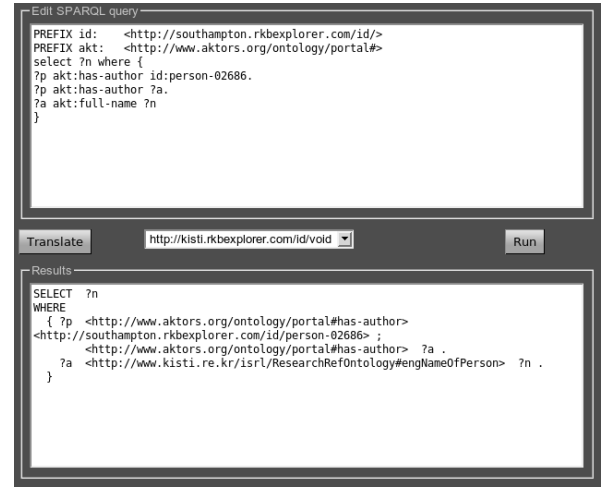 Edit SPARQL query
PREFIX id:    <http://southampton.rkbexplorer.com/id/>
PREFIX akt:   <http://www.aktors.org/ontology/portal#>
select ?n where {
?p akt:has-author id:person-02686.
?p akt:has-author ?a.
?a akt:full-name ?n
}
Translate http://kisti.rkbexplorer.com/id/void Run
Results
SELECT  ?n
WHERE
  { ?p  <http://www.aktors.org/ontology/portal#has-author>
<http://southampton.rkbexplorer.com/id/person-02686> ;
        <http://www.aktors.org/ontology/portal#has-author>  ?a .
    ?a  <http://www.kisti.re.kr/isrl/ResearchRefOntology#engNameOfPerson>  ?n .
  }